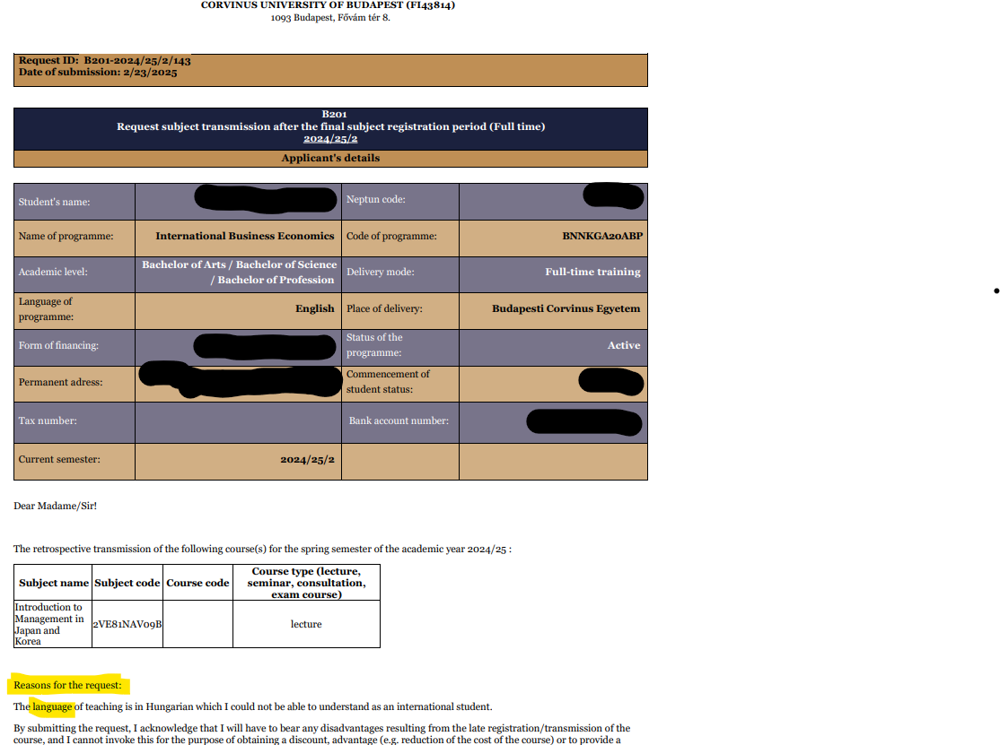 CORVINUS UNIVERSITY OF BUDAPEST (FI43814)
1093 Budapest, Fővám tér 8.
Request ID: B201-2024/25/2/143
Date of submission: 2/23/2025
B201
Request subject transmission after the final subject registration period (Full time)
2024/25/2
Applicant's details
Student's name:
Neptun code:
Name of programme:
International Business Economics
Code of programme:
BNNKGA20ABP
Academic level:
Bachelor of Arts / Bachelor of Science
/ Bachelor of Profession
Delivery mode:
Full-time training
Language of
programme:
English
Place of delivery:
Budapesti Corvinus Egyetem
Form of financing:
Status of the
programme:
Active
Permanent adress:
Commencement of
student status:
Tax number:
Bank account number:
Current semester:
2024/25/2
Dear Madame/Sir!
The retrospective transmission of the following course(s) for the spring semester of the academic year 2024/25 :
Subject name
Subject code
Course code
Course type (lecture,
seminar, consultation,
exam course)
Introduction to
Management in
Japan and
Korea
2VE81NAV09B
lecture
Reasons for the request:
The language of teaching is in Hungarian which I could not be able to understand as an international student.
By submitting the request, I acknowledge that I will have to bear any disadvantages resulting from the late registration/transmission of the
course, and I cannot invoke this for the purpose of obtaining a discount, advantage (e.g. reduction of the cost of the course) or to provide a